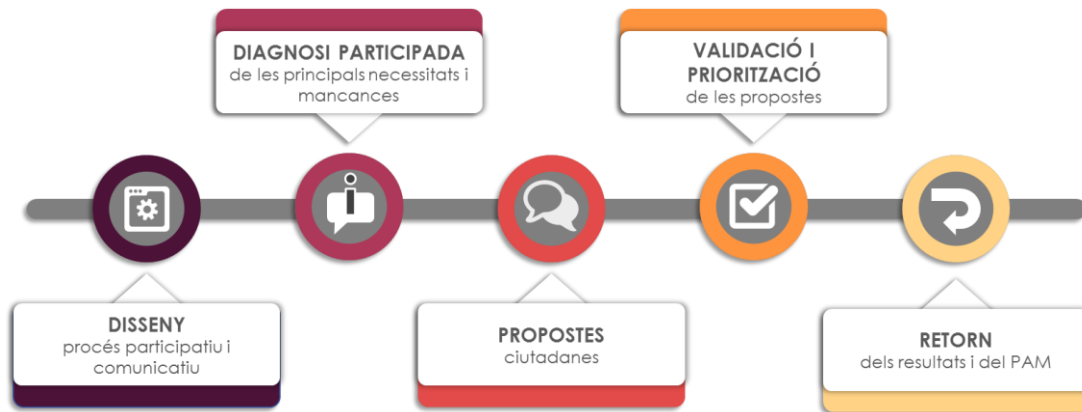 DISSENY
procés participatiu i
comunicatiu
DIAGNOSI PARTICIPADA
de les principals necessitats i
mancances
PROPOSTES
ciutadanes
VALIDACIÓ I
PRIORITZACIÓ
de les propostes
RETORN
dels resultats i del PAM